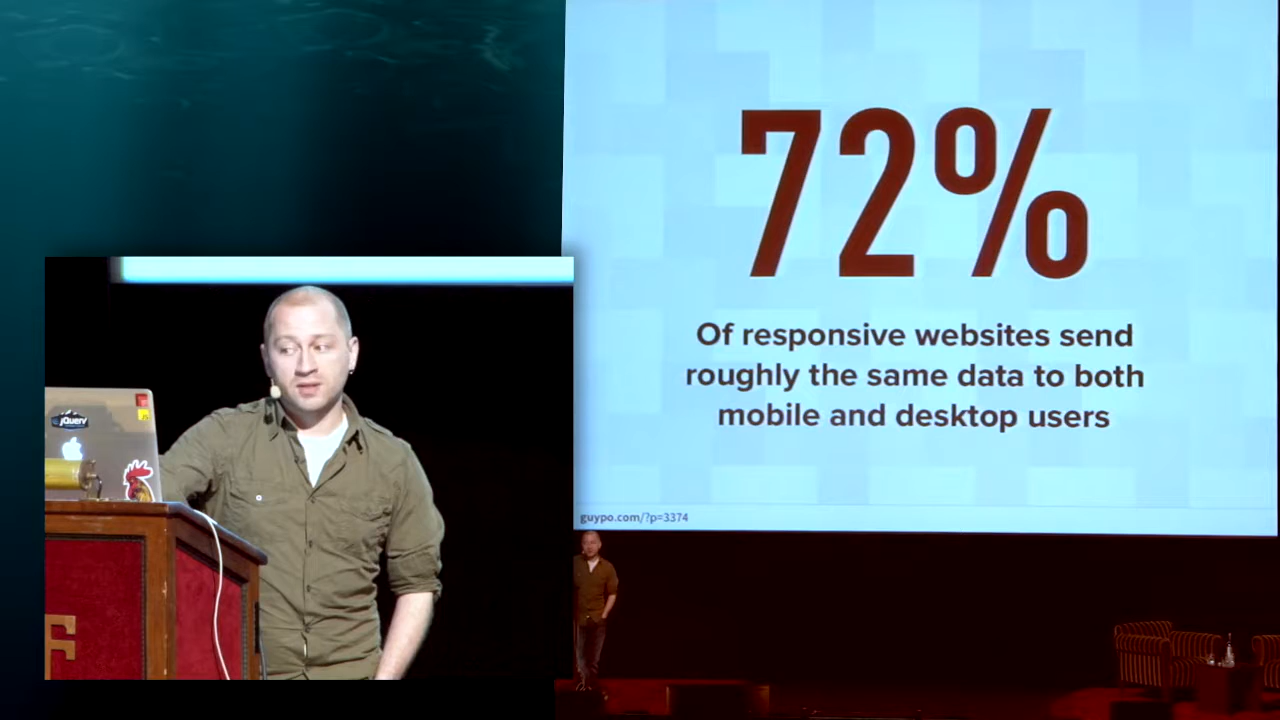 72%
Of responsive websites send
roughly the same data to both
mobile and desktop users
guypo.com/?p=3374
jQuery
JS
F